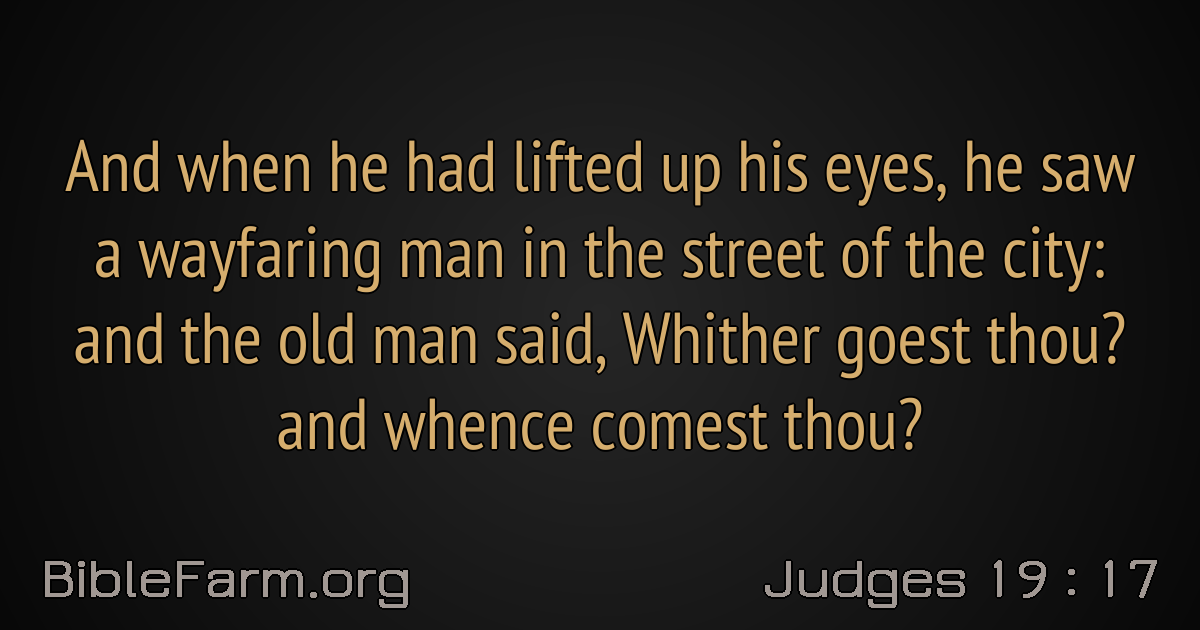 And when he had lifted up his eyes, he saw
a wayfaring man in the street of the city:
and the old man said, Whither goest thou?
and whence comest thou?
BibleFarm.org
Judges 19 : 17